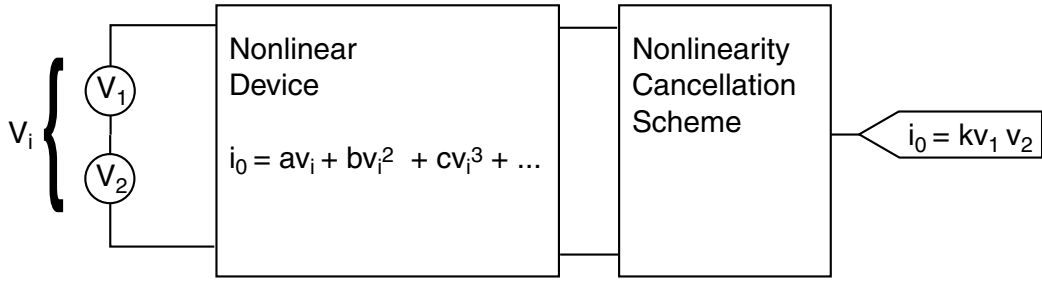 V₁
Vᵢ
V₂
Nonlinear
Device
i₀ = avᵢ + bvᵢ² + cvᵢ³ + ...
Nonlinearity
Cancellation
Scheme
i₀ = kv₁ v₂